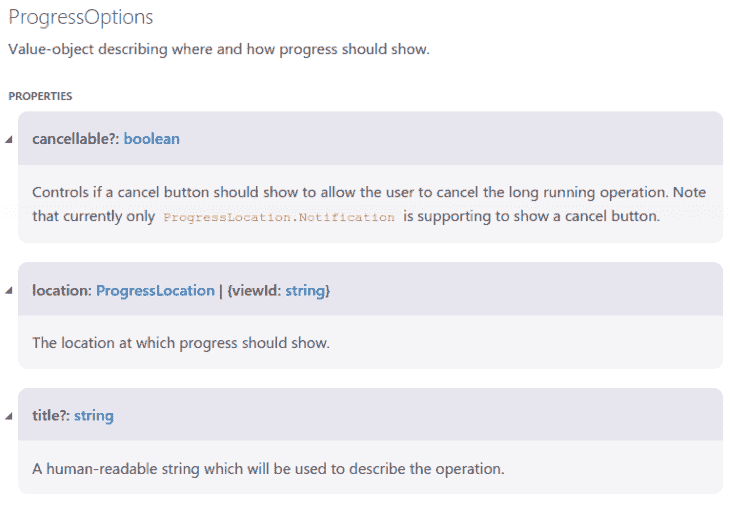 ProgressOptions
Value-object describing where and how progress should show.
PROPERTIES
cancellable?: boolean
Controls if a cancel button should show to allow the user to cancel the long running operation. Note
that currently only ProgressLocation.Notification is supporting to show a cancel button.
location: ProgressLocation | {viewId: string}
The location at which progress should show.
title?: string
A human-readable string which will be used to describe the operation.